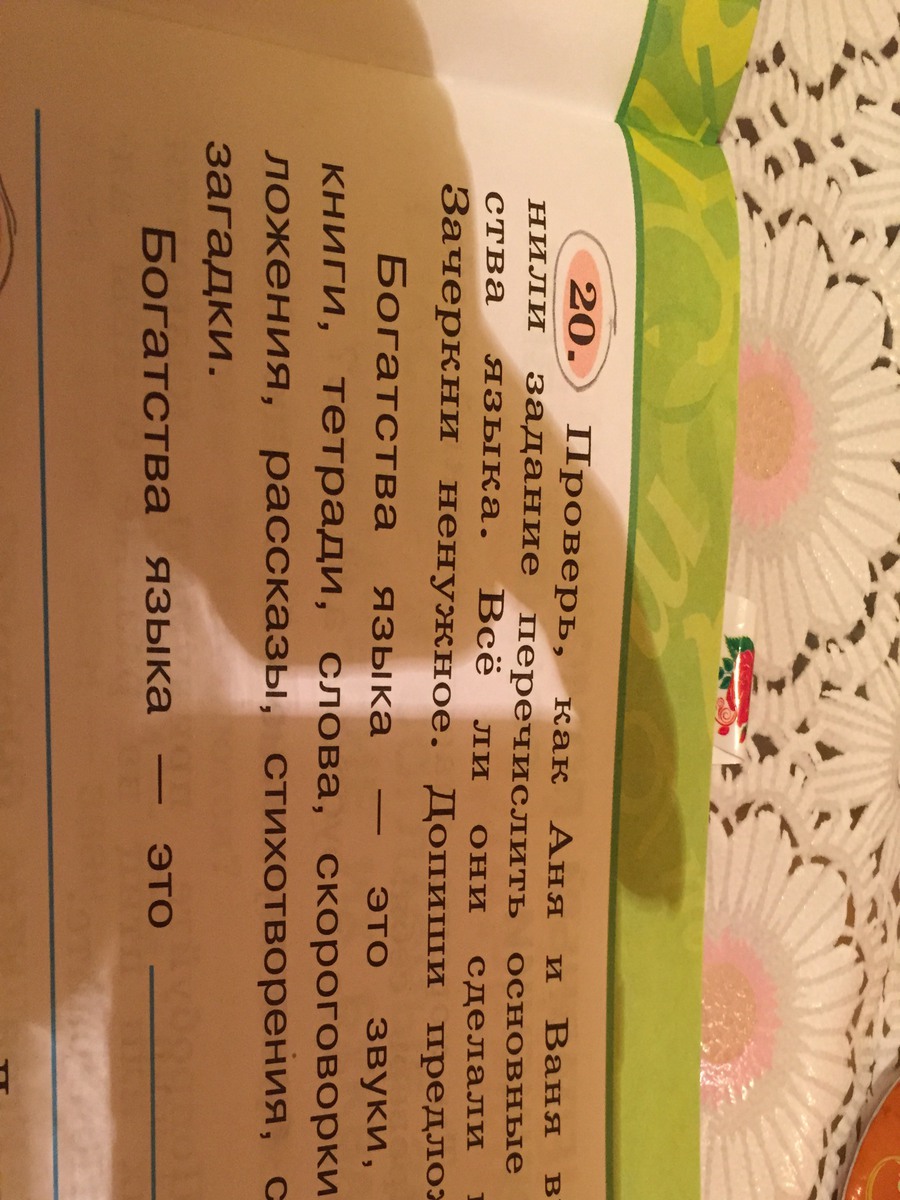 20. Проверь, как Аня и Ваня
нили задание перечислить основные
ства языка. Всё ли они сделали
Зачеркни ненужное. Допиши
Богатства языка — это звуки,
книги, тетради, слова, скороговорки
ложения, рассказы, стихотворения,
загадки.
Богатства языка — это